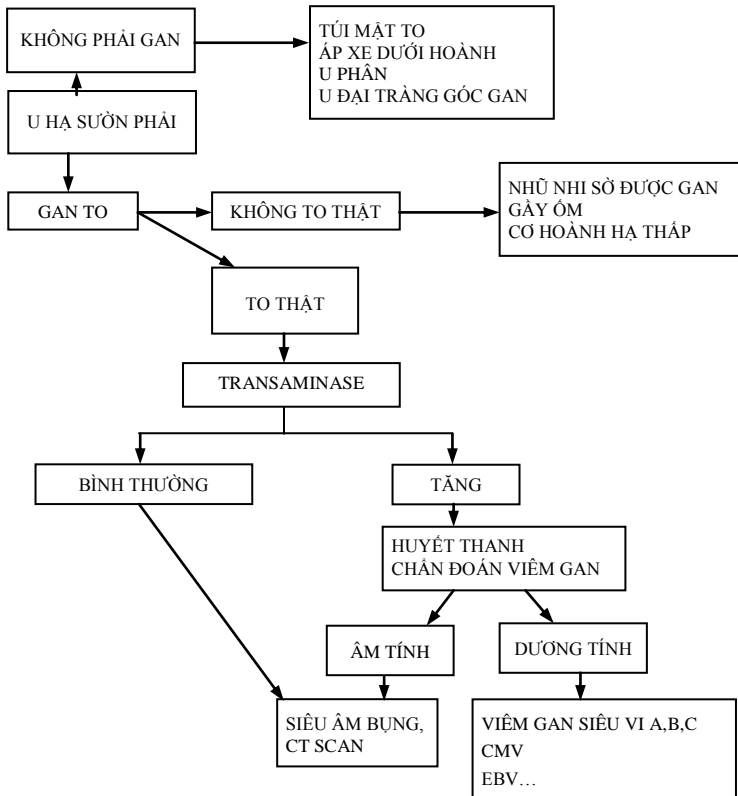 KHÔNG PHẢI GAN
TÚI MẬT TO
ÁP XE DƯỚI HOÀNH
U PHÂN
U ĐẠI TRÀNG GÓC GAN
U HẠ SƯỜN PHẢI
GAN TO
KHÔNG TO THẬT
NHŨ NHI SỜ ĐƯỢC GAN
GẦY ỐM
CƠ HOÀNH HẠ THẤP
TO THẬT
TRANSAMINASE
BÌNH THƯỜNG
TĂNG
HUYẾT THANH
CHẨN ĐOÁN VIÊM GAN
ÂM TÍNH
DƯƠNG TÍNH
SIÊU ÂM BỤNG,
CT SCAN
VIÊM GAN SIÊU VI A,B,C
CMV
EBV…